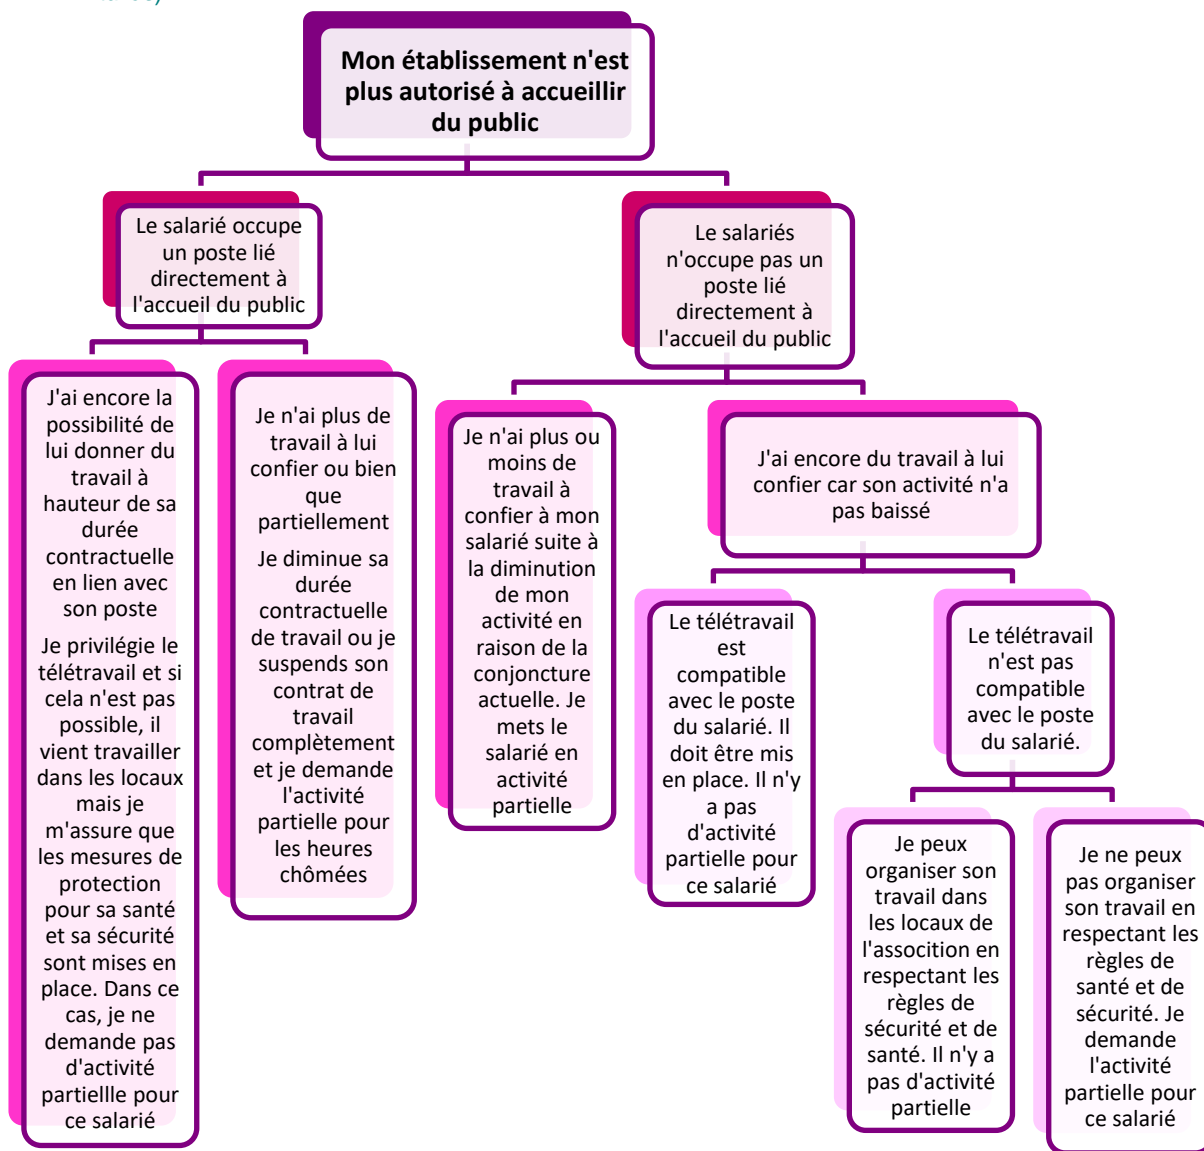 Mon établissement n'est
plus autorisé à accueillir
du public
Le salarié occupe
un poste lié
directement à
l'accueil du public
Le salariés
n'occupe pas un
poste lié
directement à
l'accueil du public
J'ai encore la
possibilité de
lui donner du
travail à
hauteur de sa
durée
contractuelle
en lien avec
son poste
Je privilégie le
télétravail et si
cela n'est pas
possible, il
vient travailler
dans les locaux
mais je
m'assure que
les mesures de
protection
pour sa santé
et sa sécurité
sont mises en
place. Dans ce
cas, je ne
demande pas
d'activité
partiellle pour
ce salarié
Je n'ai plus de
travail à lui
confier ou bien
que
partiellement
Je diminue sa
durée
contractuelle
de travail ou je
suspends son
contrat de
travail
complètement
et je demande
l'activité
partielle pour
les heures
chômées
Je n'ai plus ou
moins de
travail à
confier à mon
salarié suite à
la diminution
de mon
activité en
raison de la
conjoncture
actuelle. Je
mets le
salarié en
activité
partielle
J'ai encore du travail à lui
confier car son activité n'a
pas baissé
Le télétravail
est
compatible
avec le poste
du salarié. Il
doit être mis
en place. Il n'y
a pas
d'activité
partielle pour
ce salarié
Le télétravail
n'est pas
compatible
avec le poste
du salarié.
Je peux
organiser son
travail dans
les locaux de
l'assocition en
respectant les
règles de
sécurité et de
santé. Il n'y a
pas d'activité
partielle
Je ne peux
pas organiser
son travail en
respectant les
règles de
santé et de
sécurité. Je
demande
l'activité
partielle pour
ce salarié